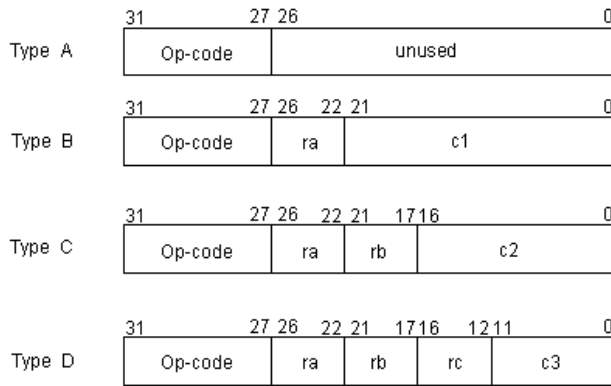 31 27 26 0
Type A Op-code unused
31 27 26 22 21 0
Type B Op-code ra c1
31 27 26 22 21 17 16 0
Type C Op-code ra rb c2
31 27 26 22 21 17 16 12 11 0
Type D Op-code ra rb rc c3